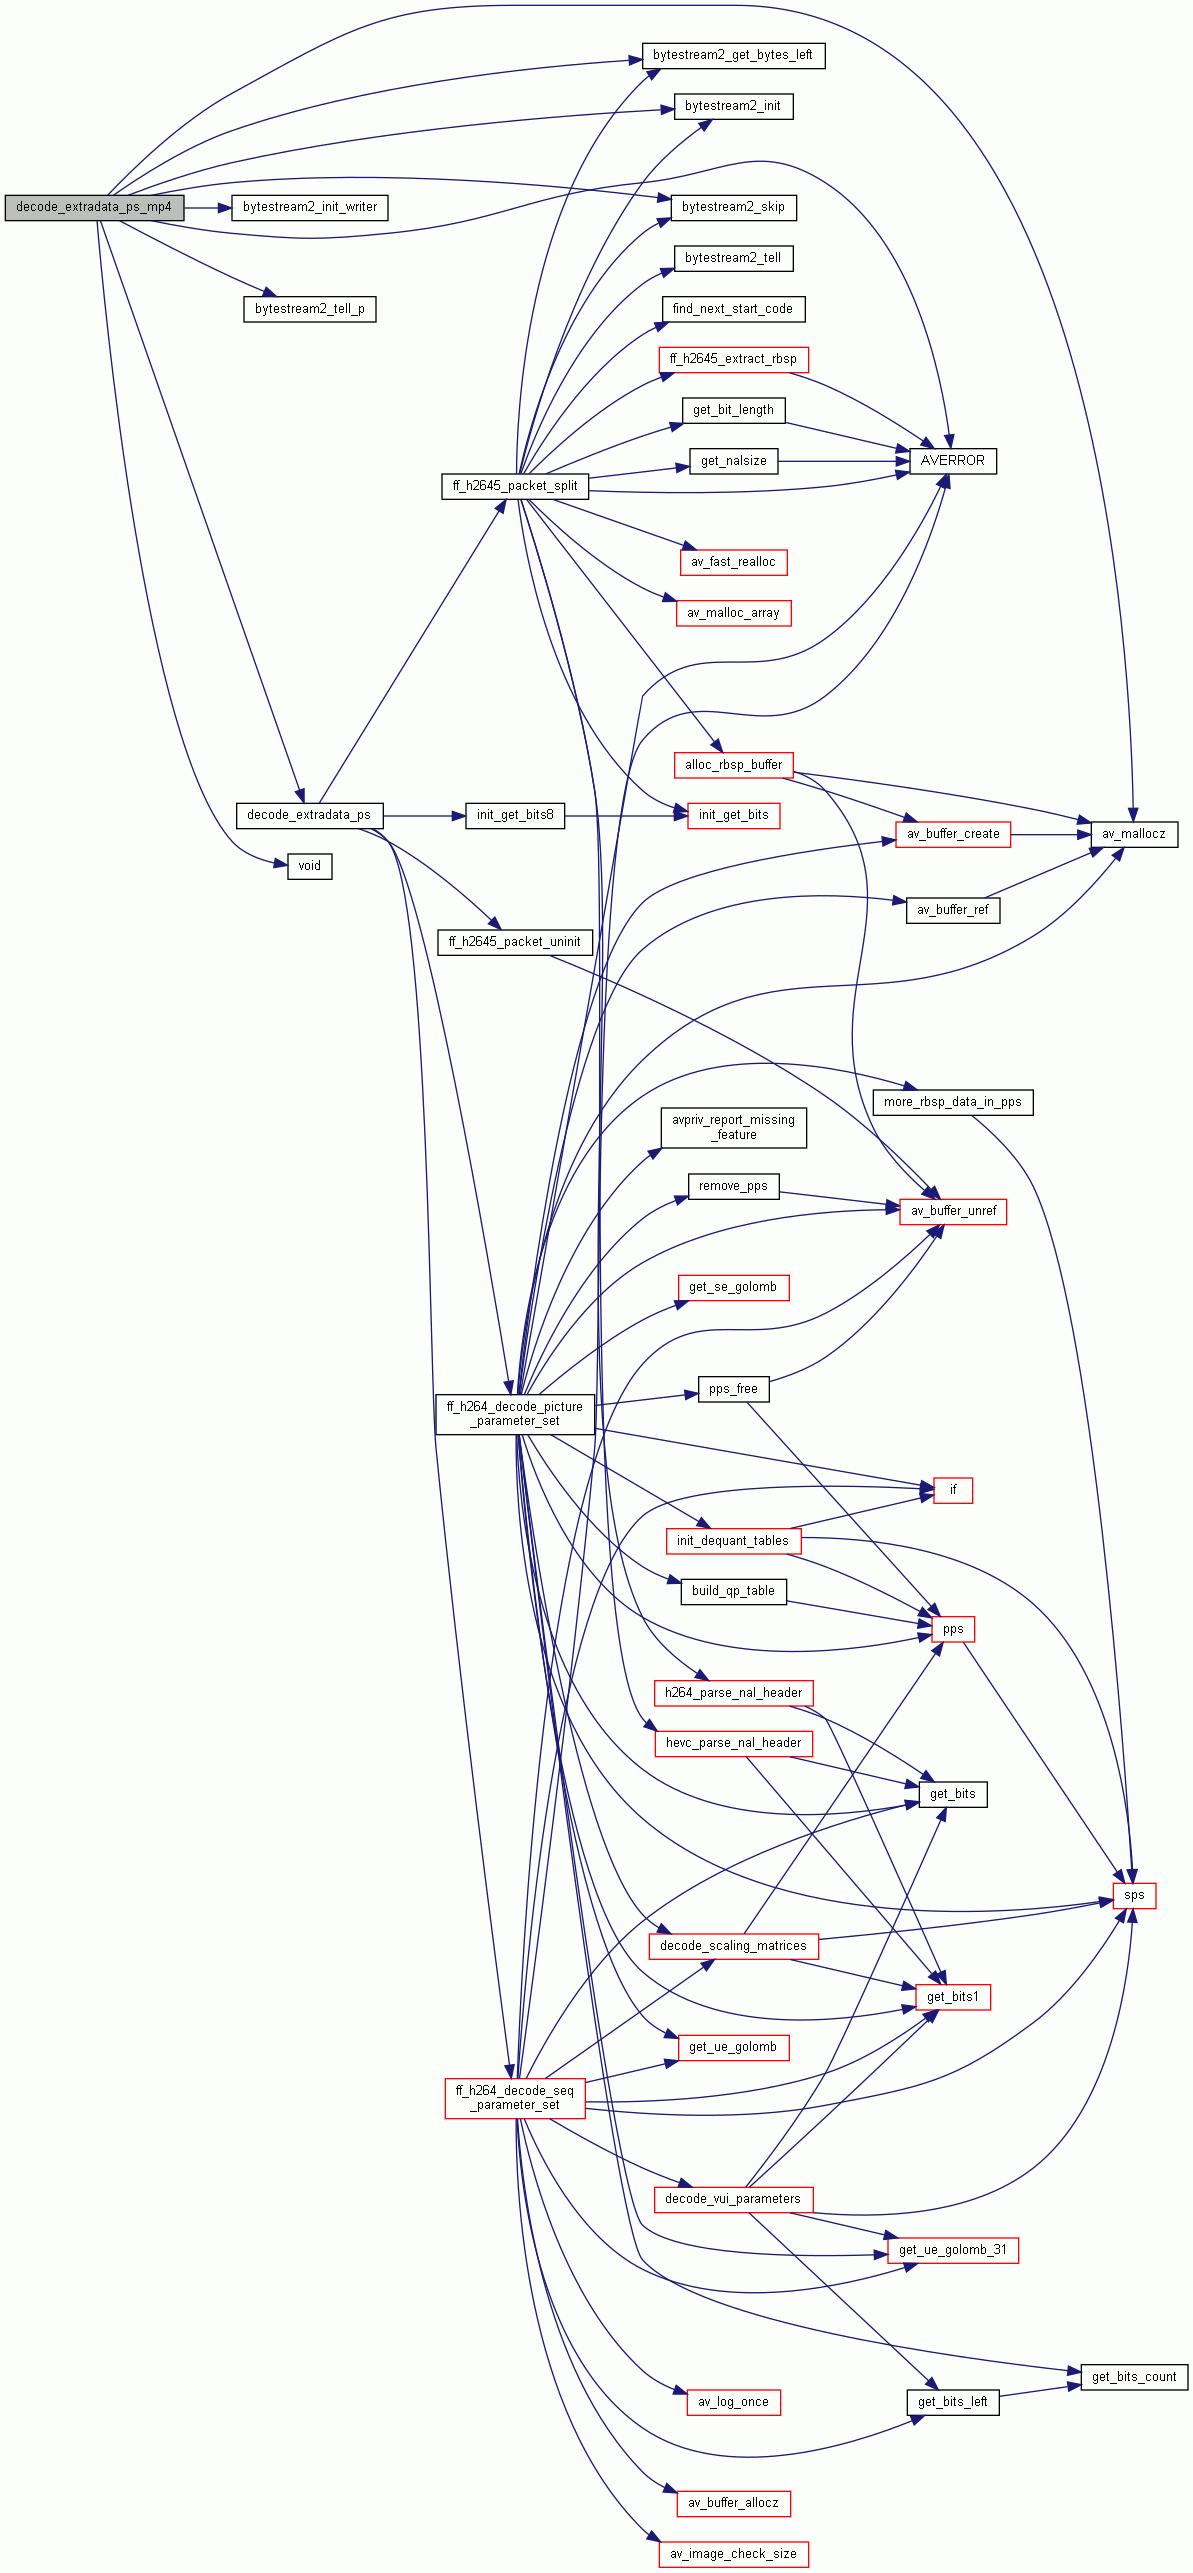 bytestream2_get_bytes_left
bytestream2_init
decode_extradata_ps_mp4
bytestream2_init_writer
bytestream2_skip
bytestream2_tell
bytestream2_tell_p
find_next_start_code
ff_h2645_extract_rbsp
get_bit_length
get_nalsize
AVERROR
ff_h2645_packet_split
av_fast_realloc
av_malloc_array
alloc_rbsp_buffer
decode_extradata_ps
init_get_bits8
init_get_bits
av_buffer_create
av_mallocz
void
av_buffer_ref
ff_h2645_packet_uninit
more_rbsp_data_in_pps
avpriv_report_missing
_feature
remove_pps
av_buffer_unref
get_se_golomb
pps_free
ff_h264_decode_picture
_parameter_set
if
init_dequant_tables
build_qp_table
pps
h264_parse_nal_header
hevc_parse_nal_header
get_bits
sps
decode_scaling_matrices
get_bits1
get_ue_golomb
ff_h264_decode_seq
_parameter_set
decode_vui_parameters
get_ue_golomb_31
get_bits_count
av_log_once
get_bits_left
av_buffer_allocz
av_image_check_size